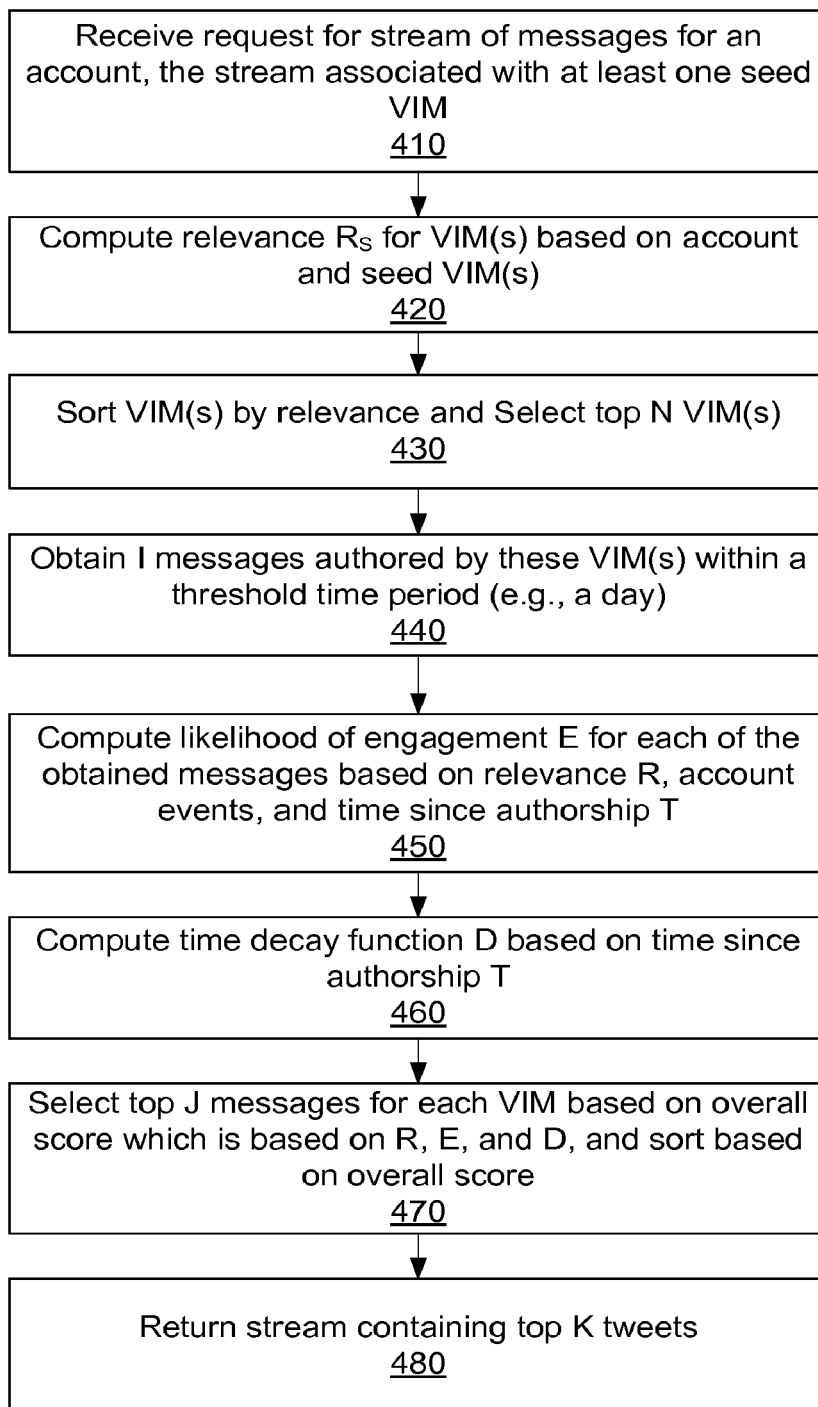 Receive request for stream of messages for an
account, the stream associated with at least one seed
VIM
410
Compute relevance RS for VIM(s) based on account
and seed VIM(s)
420
Sort VIM(s) by relevance and Select top N VIM(s)
430
Obtain I messages authored by these VIM(s) within a
threshold time period (e.g., a day)
440
Compute likelihood of engagement E for each of the
obtained messages based on relevance R, account
events, and time since authorship T
450
Compute time decay function D based on time since
authorship T
460
Select top J messages for each VIM based on overall
score which is based on R, E, and D, and sort based
on overall score
470
Return stream containing top K tweets
480